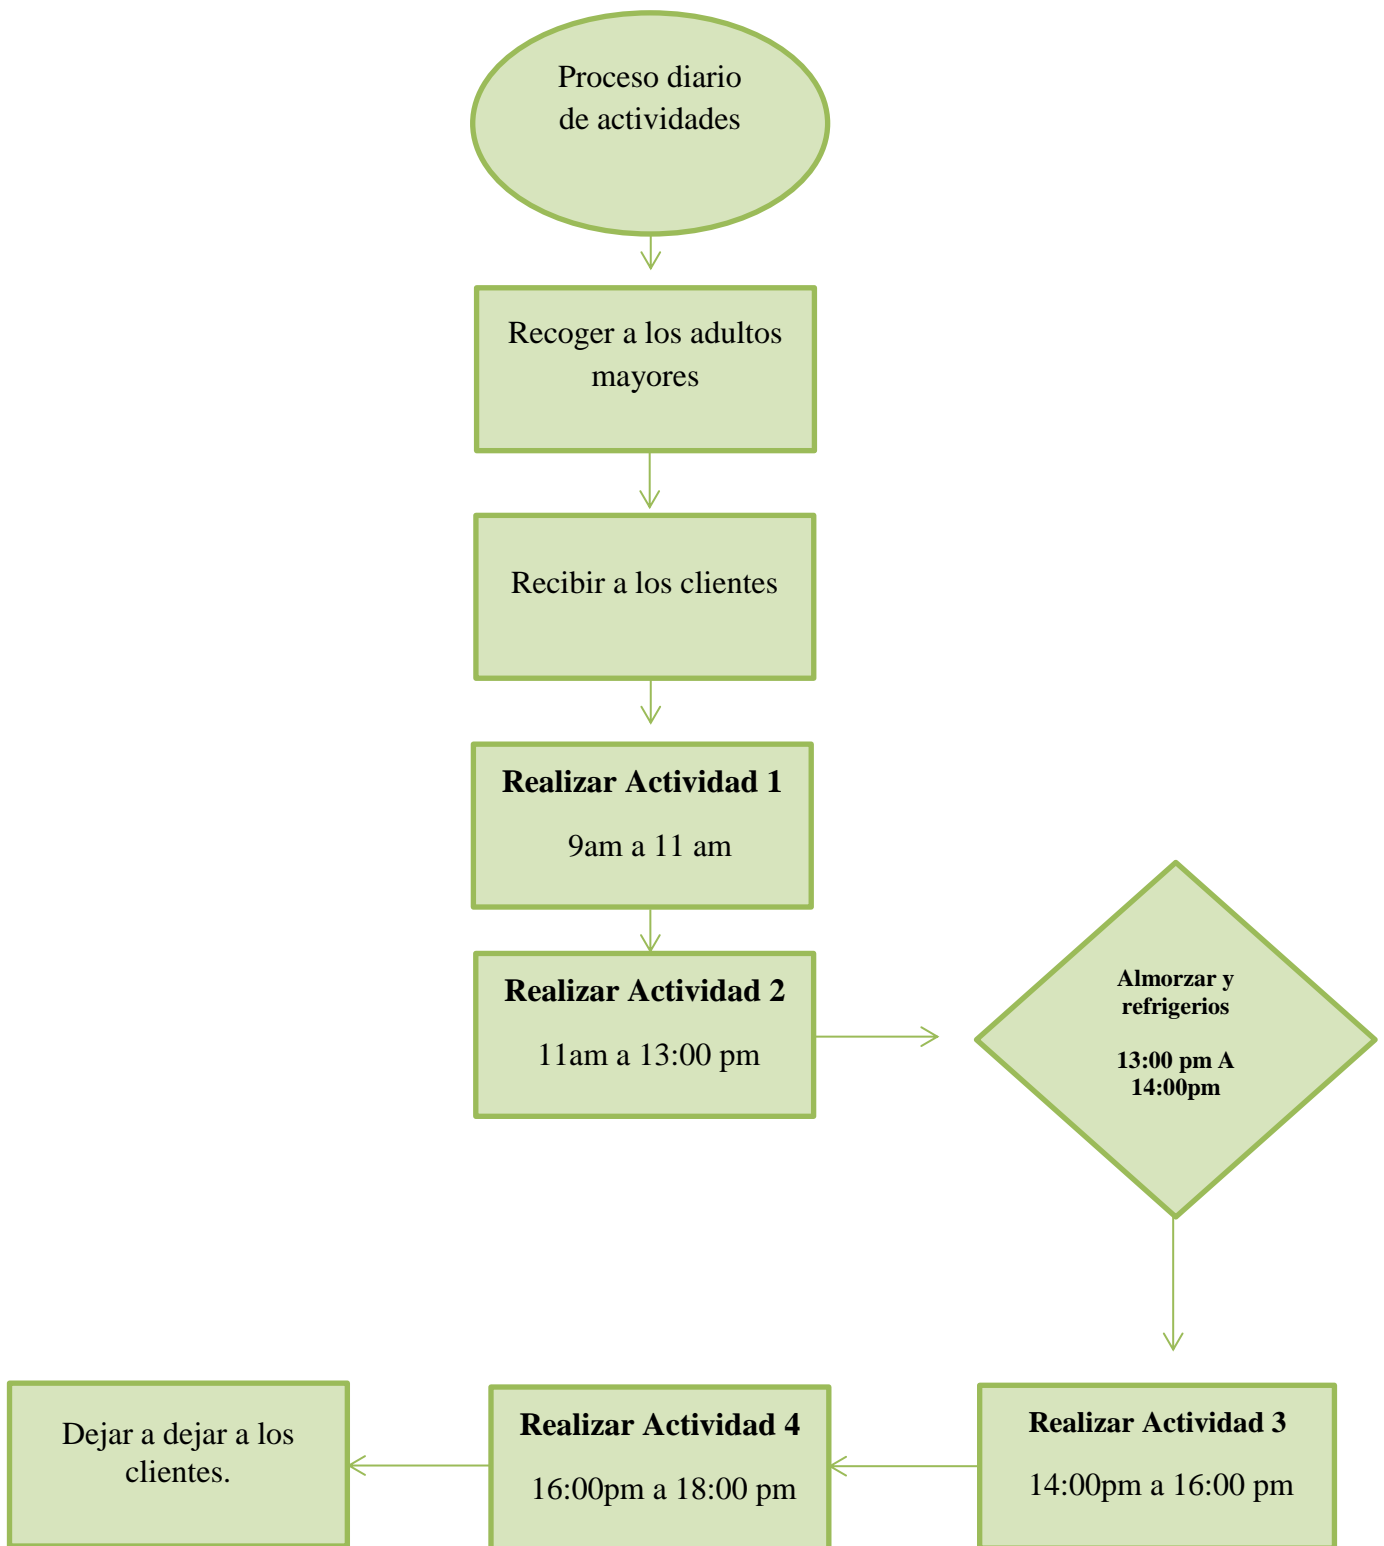 Proceso diario
de actividades
Recoger a los adultos
mayores
Recibir a los clientes
Realizar Actividad 1
9am a 11 am
Realizar Actividad 2
11am a 13:00 pm
Almorzar y
refrigerios
13:00 pm A
14:00pm
Realizar Actividad 3
14:00pm a 16:00 pm
Realizar Actividad 4
16:00pm a 18:00 pm
Dejar a dejar a los
clientes.